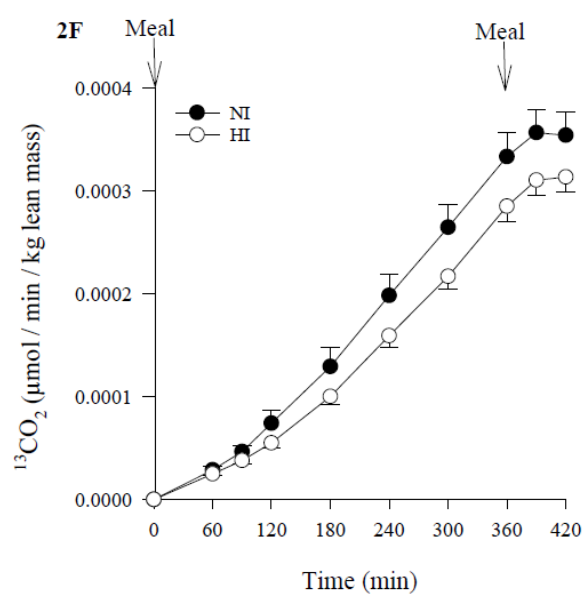 2F
Meal
Meal
0.0004
0.0003
0.0002
0.0001
0.0000
NI
HI
¹³CO₂ (µmol / min / kg lean mass)
0 60 120 180 240 300 360 420
Time (min)